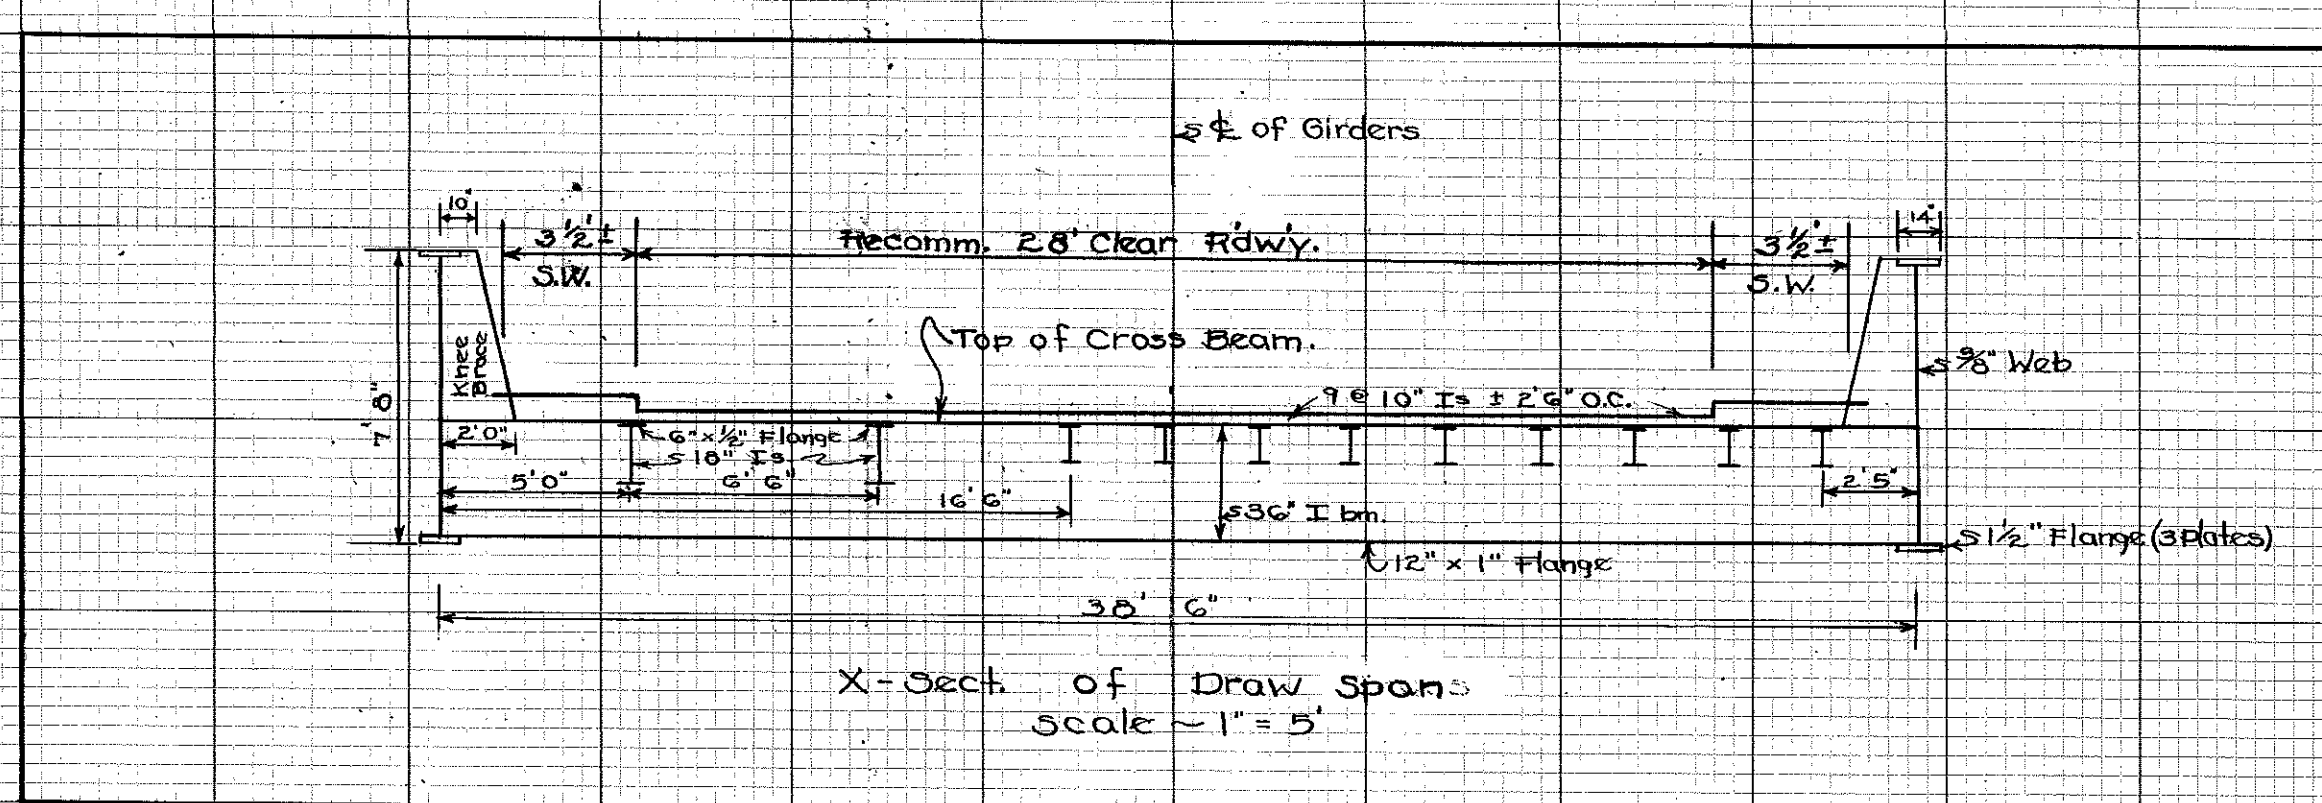 ℄ of Girders
10"
14"
3½'±
Recomm. 28' Clear R'dw'y.
3½'±
S.W.
S.W.
Top of Cross Beam.
Knee
Brace
⅜" Web
7' 8"
9 @ 10" Is ± 2'6" O.C.
2'0"
6" x ½" Flange
18" Is
5'0"
6' 6"
2' 5"
16' 6"
36" I bm.
1½" Flange (3 plates)
12" x 1" Flange
38' 6"
X-Sect. of Draw Spans
Scale ~ 1" = 5'